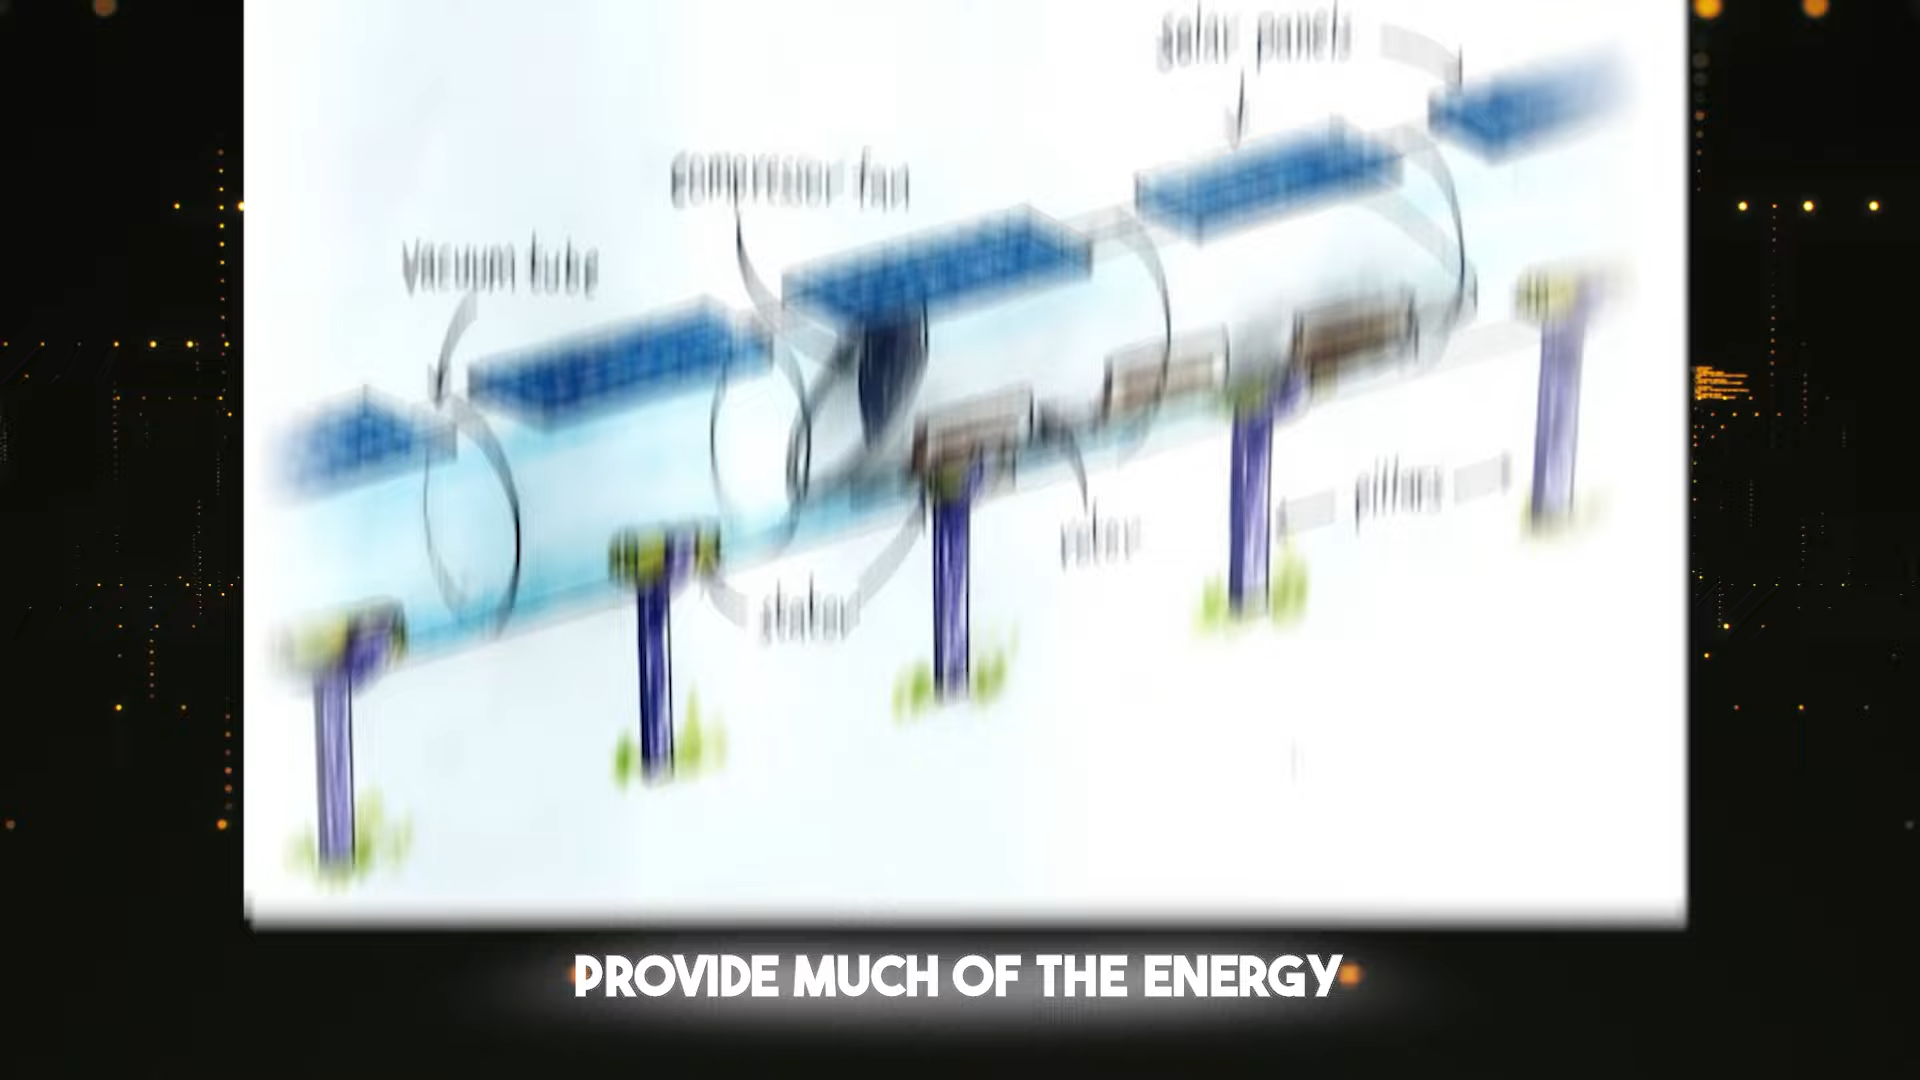 solar panels
compressor fan
vacuum tube
rotor
pillars
stator
PROVIDE MUCH OF THE ENERGY